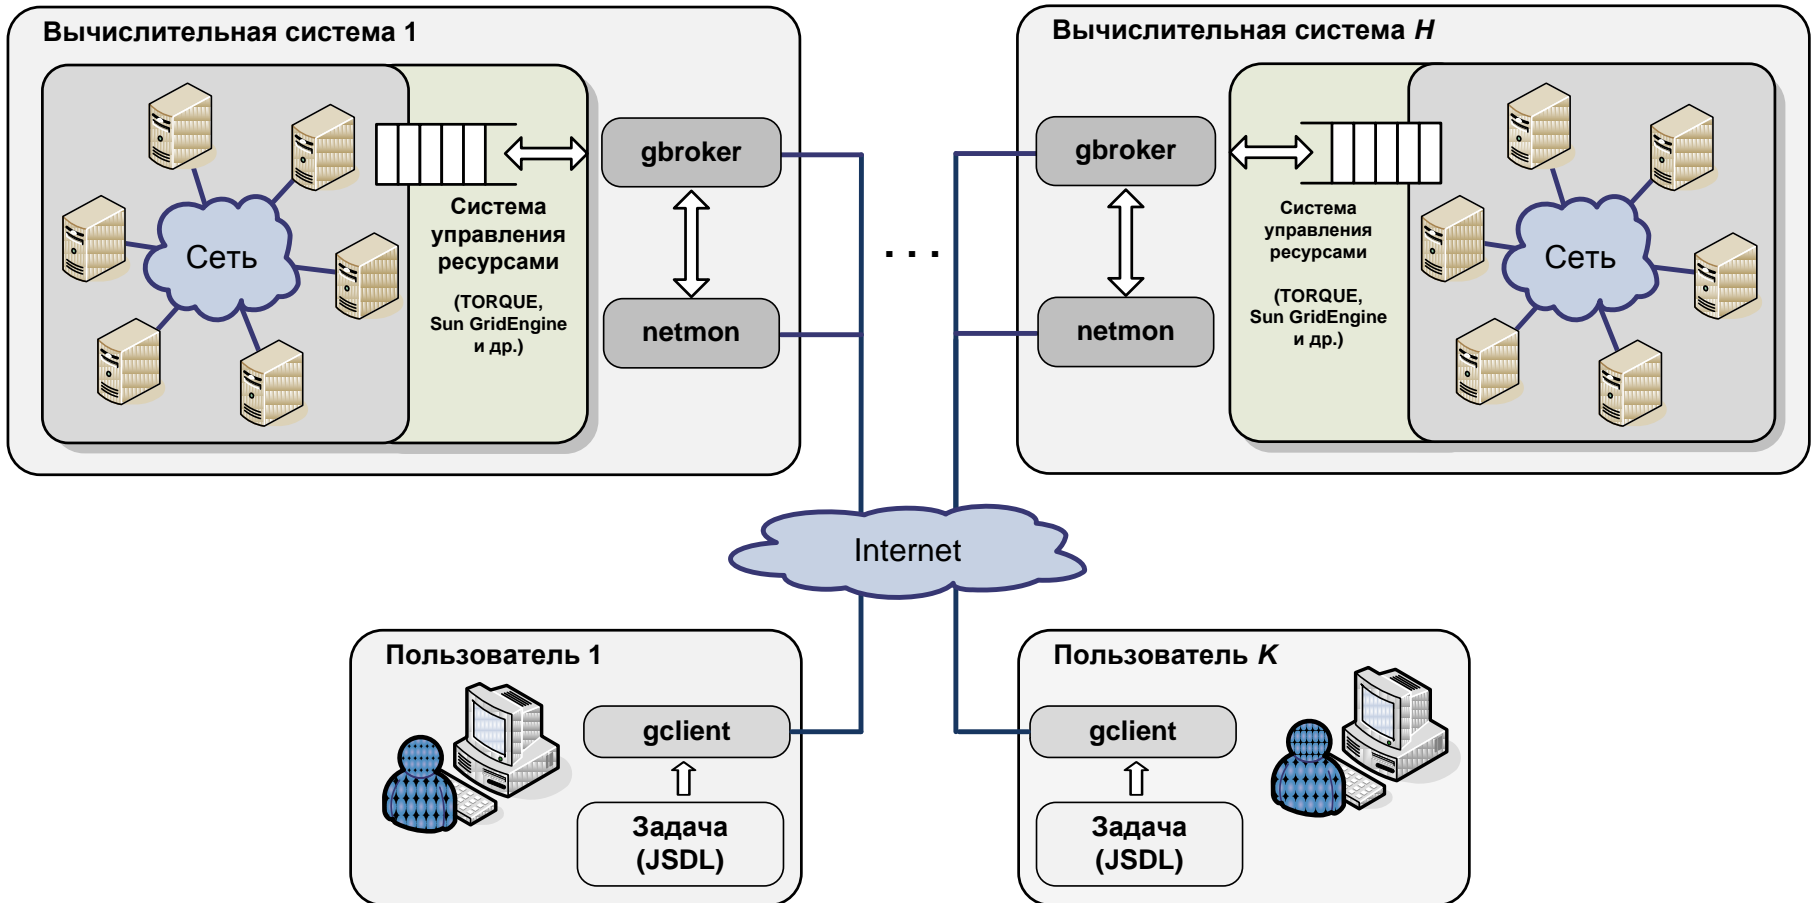 Вычислительная система 1
Сеть
Система
управления
ресурсами
(TORQUE,
Sun GridEngine
и др.)
gbroker
netmon
. . .
Вычислительная система H
gbroker
netmon
Система
управления
ресурсами
(TORQUE,
Sun GridEngine
и др.)
Сеть
Internet
Пользователь 1
gclient
Задача
(JSDL)
Пользователь K
gclient
Задача
(JSDL)